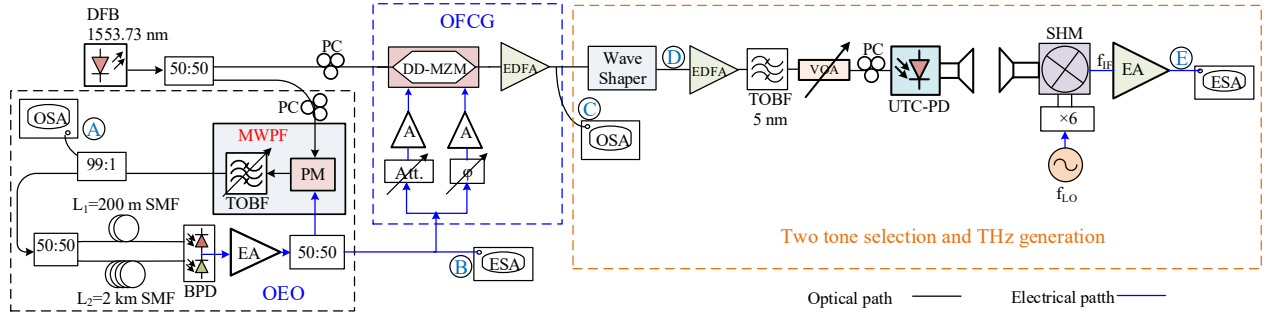 DFB
1553.73 nm
50:50
PC
PC
OFCG
DD-MZM
EDFA
A
A
Att.
φ
C
OSA
Wave
Shaper
D
EDFA
TOBF
5 nm
VOA
PC
UTC-PD
SHM
f_IF
EA
E
ESA
×6
f_LO
Two tone selection and THz generation
OSA
A
MWPF
99:1
TOBF
PM
L₁=200 m SMF
50:50
L₂=2 km SMF
BPD
EA
50:50
OEO
B
ESA
Optical path
Electrical patth